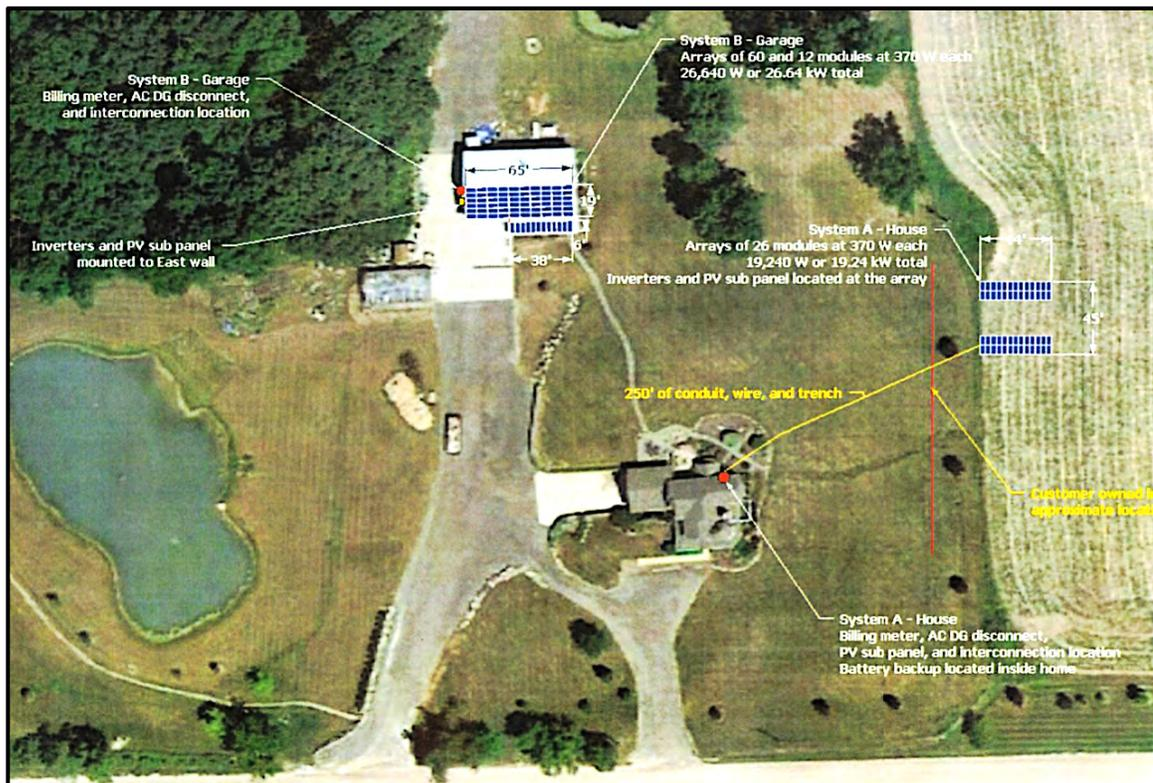 System B - Garage
Arrays of 60 and 12 modules at 370 W each
26,640 W or 26.64 kW total
System B - Garage
Billing meter, AC DG disconnect,
and interconnection location
65'
19'
6'
38'
Inverters and PV sub panel
mounted to East wall
System A - House
Arrays of 26 modules at 370 W each
19,240 W or 19.24 kW total
Inverters and PV sub panel located at the array
44'
45'
250' of conduit, wire, and trench
Customer owned
approximate
System A - House
Billing meter, AC DG disconnect,
PV sub panel, and interconnection location
Battery backup located inside home